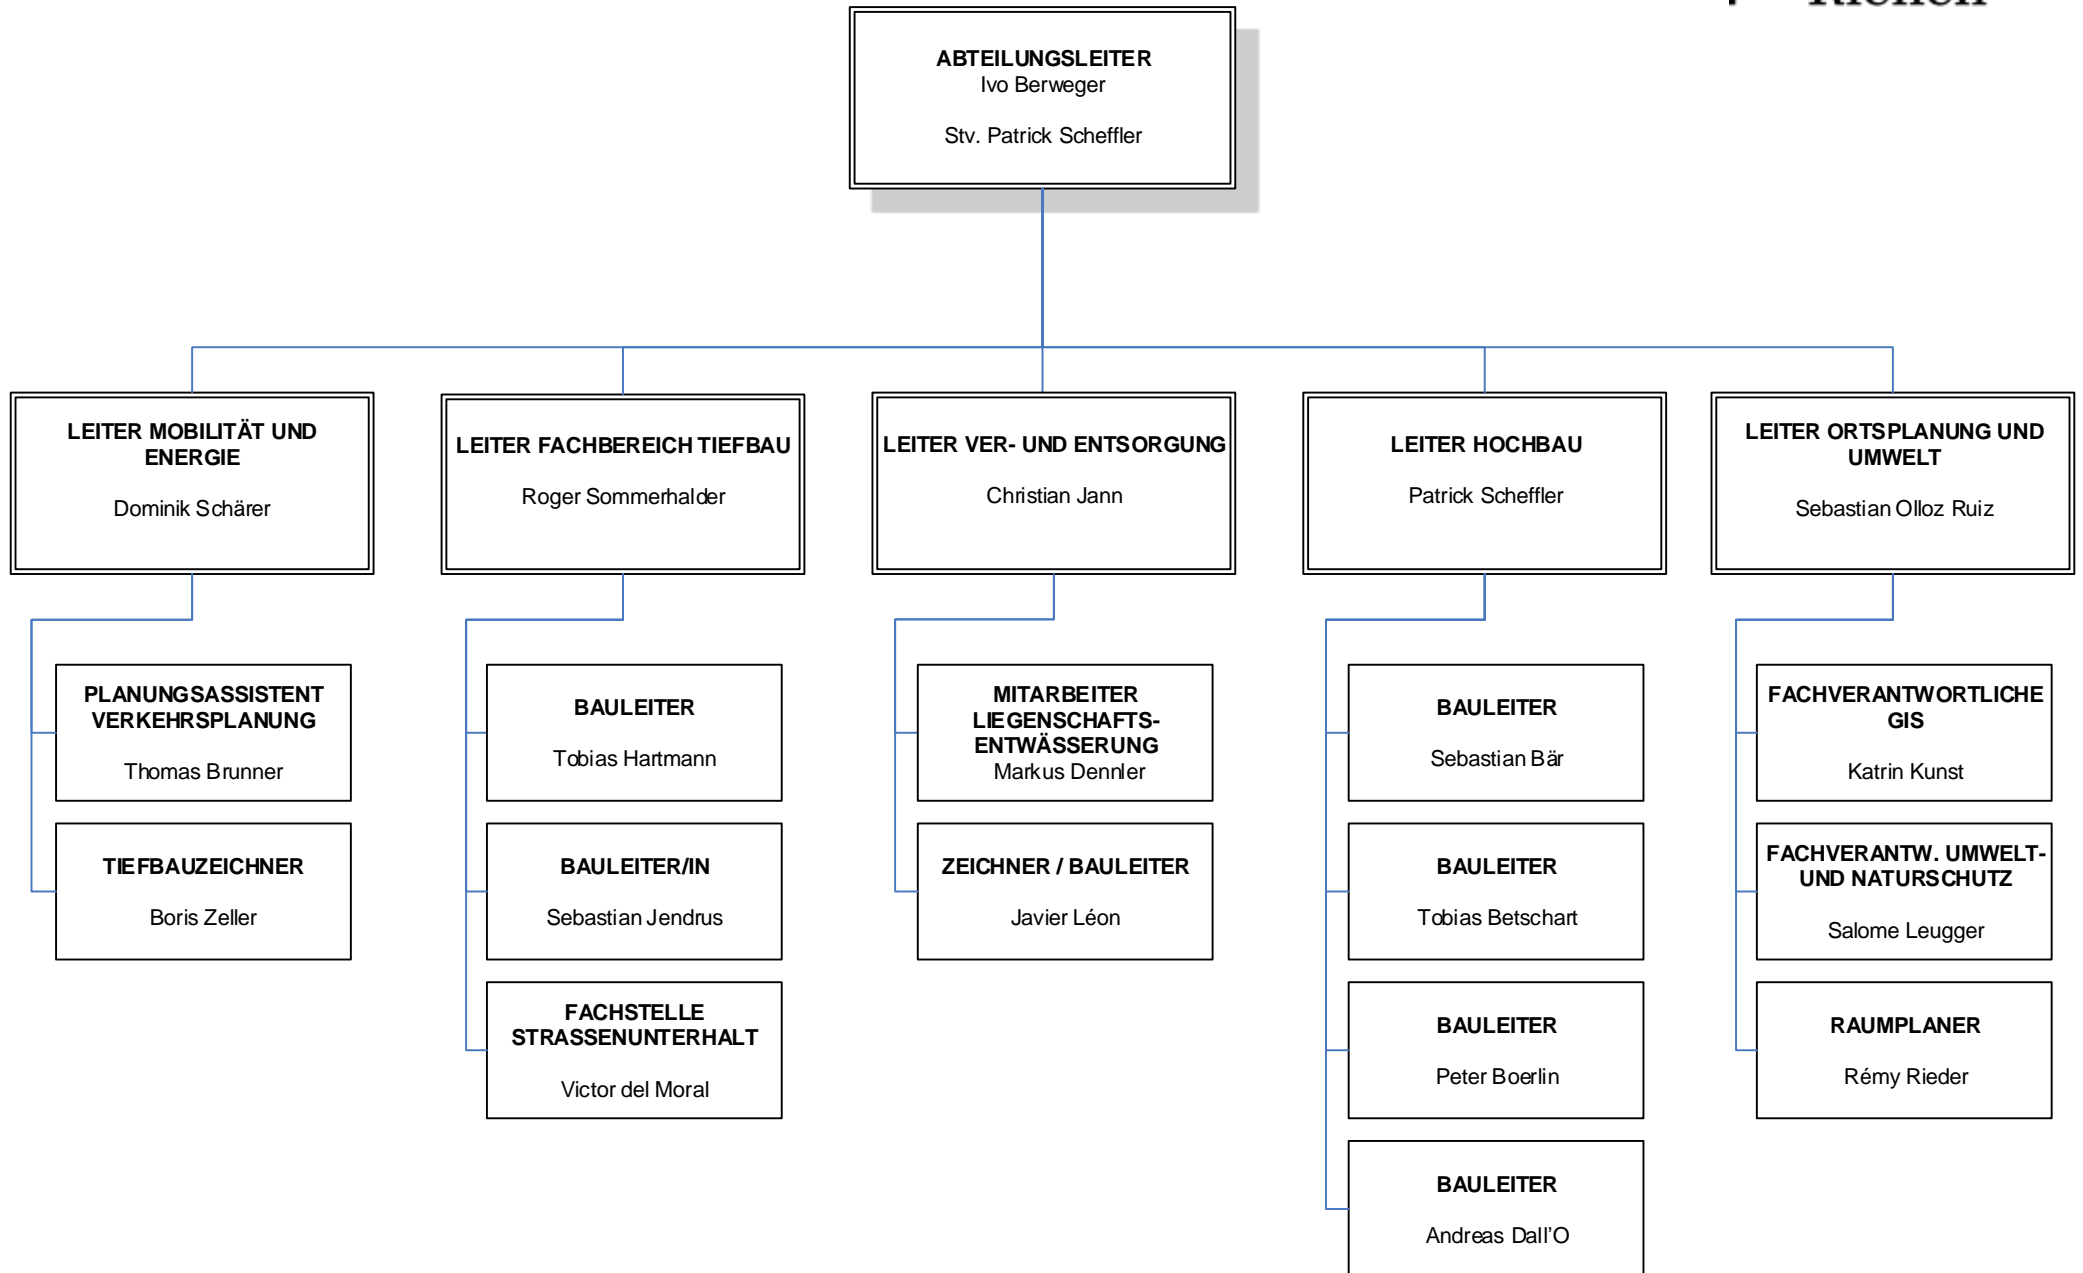 ABTEILUNGSLEITER
Ivo Berweger
Stv. Patrick Scheffler
LEITER MOBILITÄT UND
ENERGIE
Dominik Schärer
LEITER FACHBEREICH TIEFBAU
Roger Sommerhalder
LEITER VER- UND ENTSORGUNG
Christian Jann
LEITER HOCHBAU
Patrick Scheffler
LEITER ORTSPLANUNG UND
UMWELT
Sebastian Olloz Ruiz
PLANUNGSASSISTENT
VERKEHRSPLANUNG
Thomas Brunner
TIEFBAUZEICHNER
Boris Zeller
BAULEITER
Tobias Hartmann
BAULEITER/IN
Sebastian Jendrus
FACHSTELLE
STRASSENUNTERHALT
Victor del Moral
MITARBEITER
LIEGENSCHAFTS-
ENTWÄSSERUNG
Markus Dennler
ZEICHNER / BAULEITER
Javier Léon
BAULEITER
Sebastian Bär
BAULEITER
Tobias Betschart
BAULEITER
Peter Boerlin
BAULEITER
Andreas Dall’O
FACHVERANTWORTLICHE
GIS
Katrin Kunst
FACHVERANTW. UMWELT-
UND NATURSCHUTZ
Salome Leugger
RAUMPLANER
Rémy Rieder